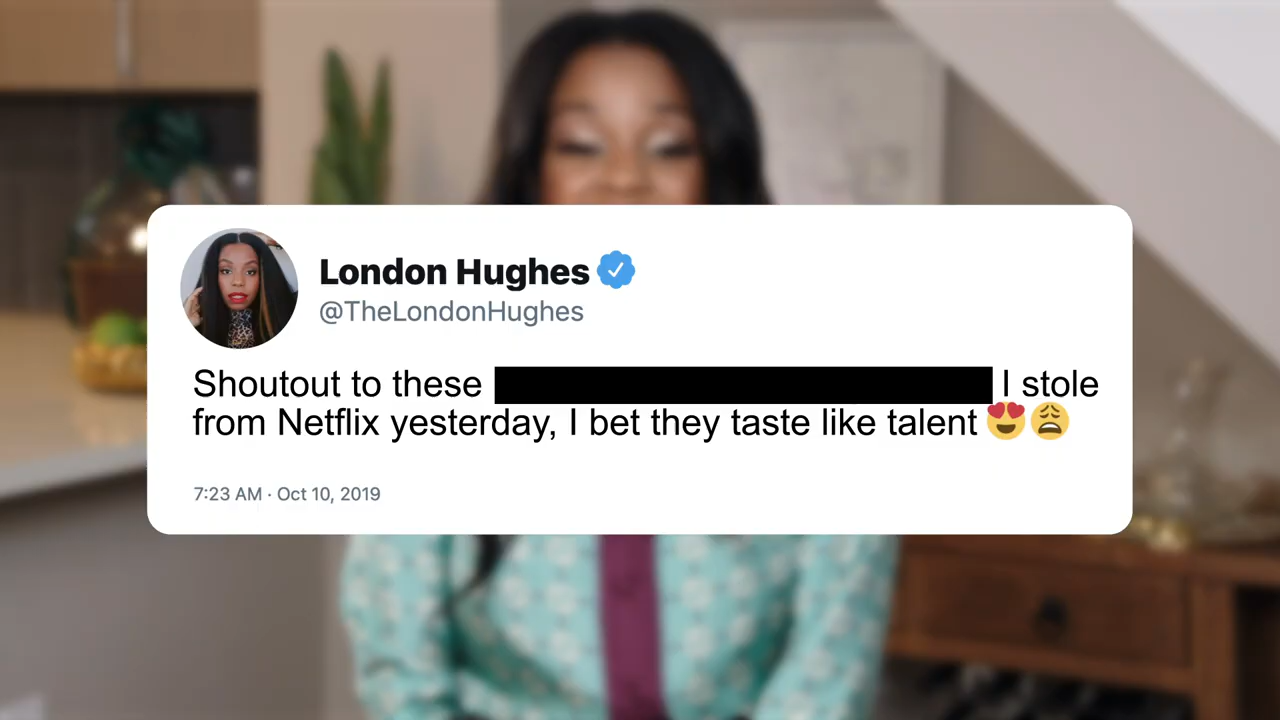 London Hughes
@TheLondonHughes
Shoutout to these I stole
from Netflix yesterday, I bet they taste like talent 😍😩
7:23 AM · Oct 10, 2019